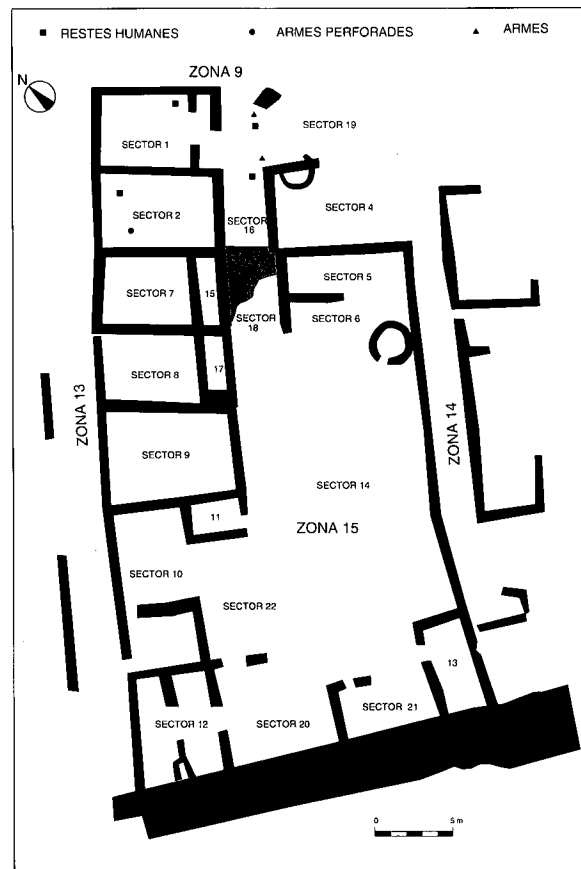 RESTES HUMANES
ARMES PERFORADES
ARMES
ZONA 9
N
SECTOR 19
SECTOR 1
SECTOR 4
SECTOR 2
SECTOR
16
SECTOR 5
SECTOR 7
15
SECTOR
18
SECTOR 6
SECTOR 8
17
ZONA 13
ZONA 14
SECTOR 9
SECTOR 14
11
ZONA 15
SECTOR 10
SECTOR 22
13
SECTOR 12
SECTOR 20
SECTOR 21
0
5 m